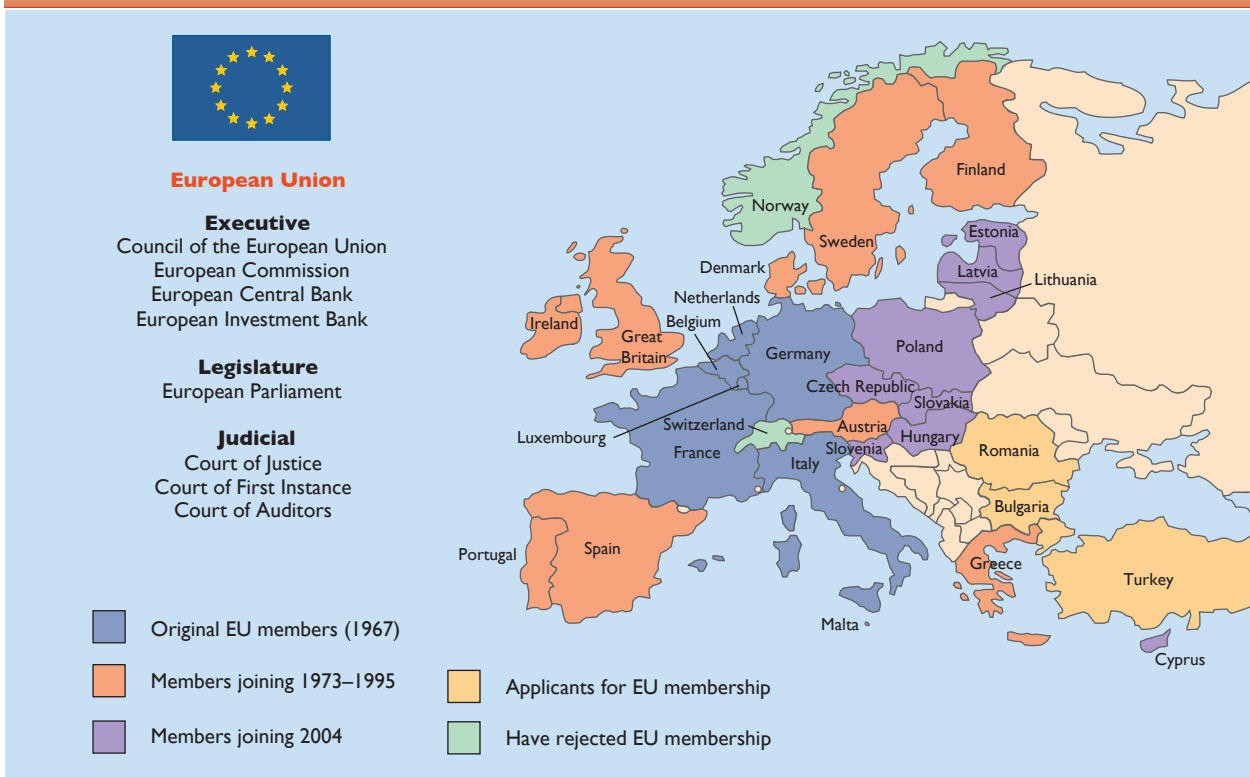 European Union
Executive
Council of the European Union
European Commission
European Central Bank
European Investment Bank
Legislature
European Parliament
Judicial
Court of Justice
Court of First Instance
Court of Auditors
Norway
Finland
Sweden
Estonia
Latvia
Lithuania
Denmark
Netherlands
Belgium
Ireland
Great
Britain
Germany
Poland
Czech Republic
Slovakia
Luxembourg
Switzerland
Austria
Hungary
Slovenia
France
Italy
Romania
Bulgaria
Portugal
Spain
Greece
Turkey
Malta
Cyprus
Original EU members (1967)
Members joining 1973–1995
Members joining 2004
Applicants for EU membership
Have rejected EU membership